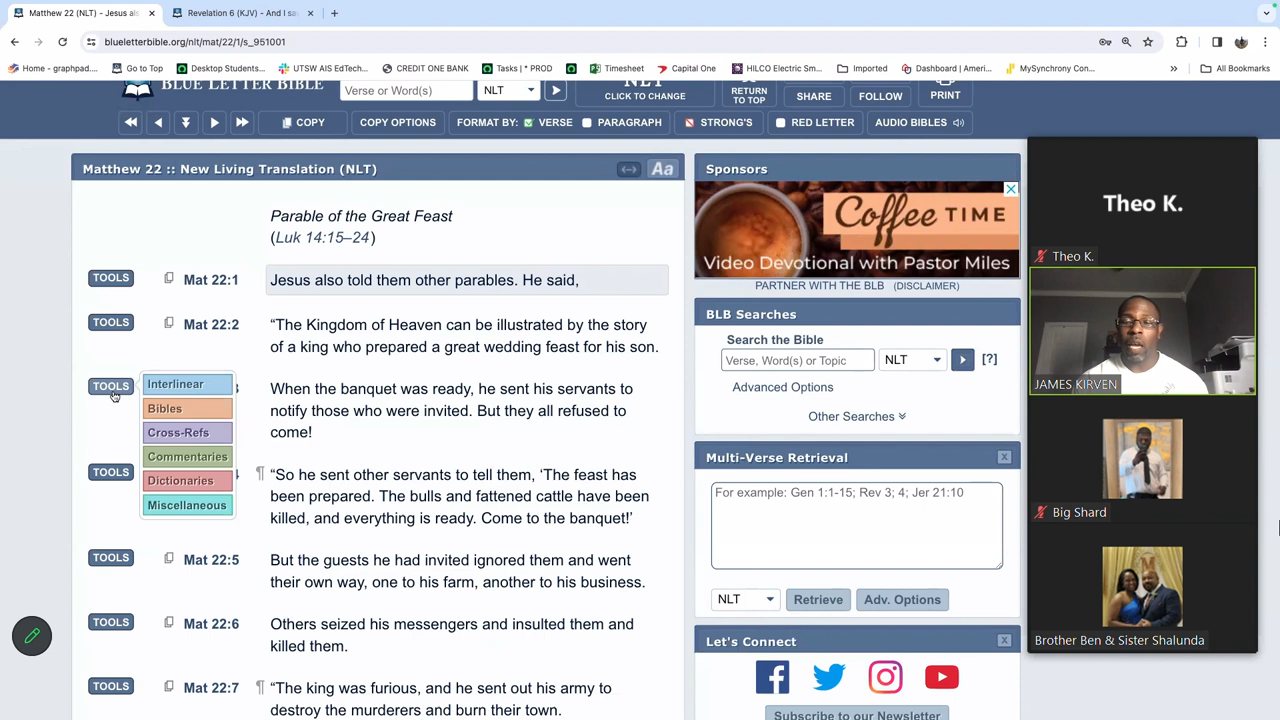 Matthew 22 (NLT) - Jesus als
Revelation 6 (KJV) - And I sa
blueletterbible.org/nlt/mat/22/1/s_951001
Home - graphpad....
Go to Top
Desktop Students...
UTSW AIS EdTech...
CREDIT ONE BANK
Tasks | * PROD
Timesheet
Capital One
HILCO Electric Sm...
Imported
Dashboard | Ameri...
MySynchrony Con...
»
All Bookmarks
BLUE LETTER BIBLE
Verse or Word(s)
NLT
NLT
CLICK TO CHANGE
RETURN
TO TOP
SHARE
FOLLOW
PRINT
COPY
COPY OPTIONS
FORMAT BY:
VERSE
PARAGRAPH
STRONG'S
RED LETTER
AUDIO BIBLES
Matthew 22 :: New Living Translation (NLT)
Aa
Parable of the Great Feast
(Luk 14:15–24)
TOOLS
Mat 22:1
Jesus also told them other parables. He said,
TOOLS
Mat 22:2
“The Kingdom of Heaven can be illustrated by the story
of a king who prepared a great wedding feast for his son.
TOOLS
Interlinear
Bibles
Cross-Refs
Commentaries
Dictionaries
Miscellaneous
When the banquet was ready, he sent his servants to
notify those who were invited. But they all refused to
come!
TOOLS
¶
“So he sent other servants to tell them, ‘The feast has
been prepared. The bulls and fattened cattle have been
killed, and everything is ready. Come to the banquet!’
TOOLS
Mat 22:5
But the guests he had invited ignored them and went
their own way, one to his farm, another to his business.
TOOLS
Mat 22:6
Others seized his messengers and insulted them and
killed them.
TOOLS
Mat 22:7
¶
“The king was furious, and he sent out his army to
destroy the murderers and burn their town.
Sponsors
Coffee TIME
Video Devotional with Pastor Miles
PARTNER WITH THE BLB (DISCLAIMER)
BLB Searches
Search the Bible
Verse, Word(s) or Topic
NLT
[?]
Advanced Options
Other Searches
Multi-Verse Retrieval
For example: Gen 1:1-15; Rev 3; 4; Jer 21:10
NLT
Retrieve
Adv. Options
Let's Connect
Subscribe to our Newsletter
Theo K.
Theo K.
JAMES KIRVEN
Big Shard
Brother Ben & Sister Shalunda